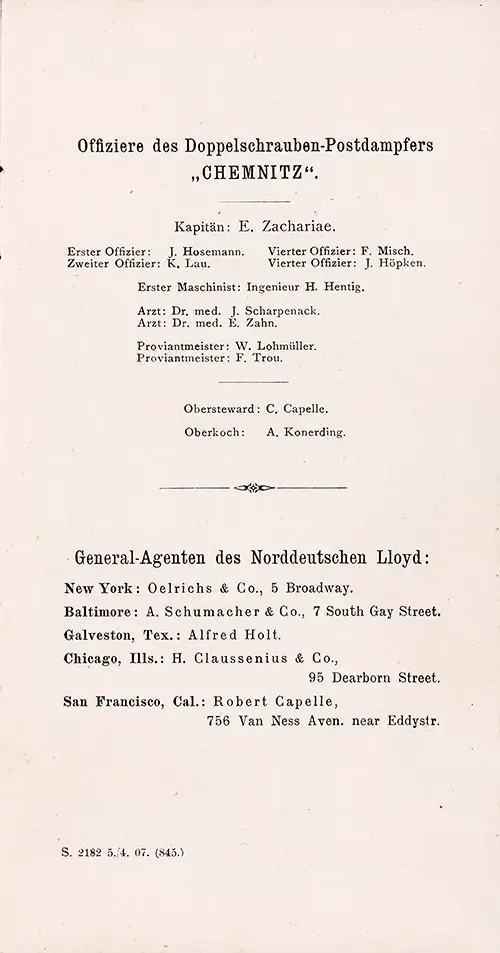 Offiziere des Doppelschrauben-Postdampfers
„CHEMNITZ“.
Kapitän: E. Zachariae.
Erster Offizier: J. Hosemann. Vierter Offizier: F. Misch.
Zweiter Offizier: K. Lau. Vierter Offizier: J. Höpken.
Erster Maschinist: Ingenieur H. Hentig.
Arzt: Dr. med. J. Scharpenack.
Arzt: Dr. med. E. Zahn.
Proviantmeister: W. Lohmüller.
Proviantmeister: F. Trou.
Obersteward: C. Capelle.
Oberkoch: A. Konerding.
General-Agenten des Norddeutschen Lloyd:
New York: Oelrichs & Co., 5 Broadway.
Baltimore: A. Schumacher & Co., 7 South Gay Street.
Galveston, Tex.: Alfred Holt.
Chicago, Ills.: H. Claussenius & Co.,
95 Dearborn Street.
San Francisco, Cal.: Robert Capelle,
756 Van Ness Aven. near Eddystr.
S. 2182 5./4. 07. (845.)